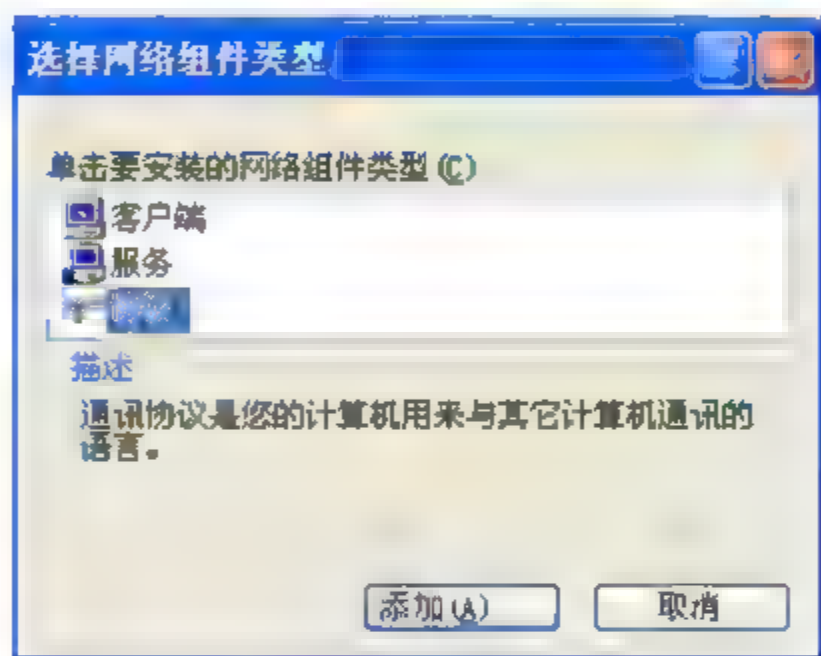 选择网络组件类型
单击要安装的网络组件类型(C)
客户端
服务
描述
通讯协议是您的计算机用来与其它计算机通讯的
语言。
添加(A)
取消